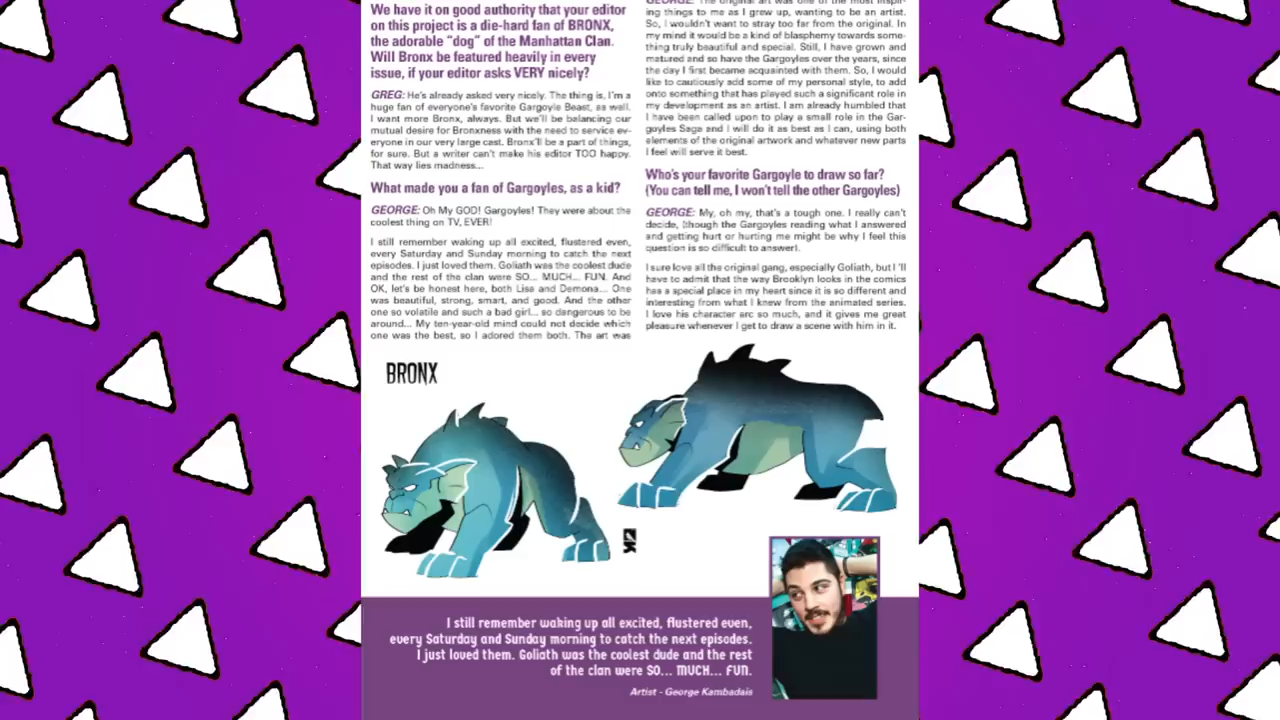 We have it on good authority that your editor
on this project is a die-hard fan of BRONX,
the adorable “dog” of the Manhattan Clan.
Will Bronx be featured heavily in every
issue, if your editor asks VERY nicely?
GREG: He's already asked very nicely. The thing is, I'm a
huge fan of everyone's favorite Gargoyle Beast, as well.
I want more Bronx, always. But we'll be balancing our
mutual desire for Bronxness with the need to service ev-
eryone in our very large cast. Bronx'll be a part of things,
for sure. But a writer can't make his editor TOO happy.
That way lies madness...
What made you a fan of Gargoyles, as a kid?
GEORGE: Oh My GOD! Gargoyles! They were about the
coolest thing on TV, EVER!
I still remember waking up all excited, flustered even,
every Saturday and Sunday morning to catch the next
episodes. I just loved them. Goliath was the coolest dude
and the rest of the clan were SO... MUCH... FUN. And
OK, let's be honest here, both Lisa and Demona... One
was beautiful, strong, smart, and good. And the other
one so volatile and such a bad girl... so dangerous to be
around... My ten-year-old mind could not decide which
one was the best, so I adored them both. The art was
GEORGE: The original art was one of the most inspir-
ing things to me as I grew up, wanting to be an artist.
So, I wouldn't want to stray too far from the original. In
my mind it would be a kind of blasphemy towards some-
thing truly beautiful and special. Still, I have grown and
matured and so have the Gargoyles over the years, since
the day I first became acquainted with them. So, I would
like to cautiously add some of my personal style, to add
onto something that has played such a significant role in
my development as an artist. I am already humbled that
I have been called upon to play a small role in the Gar-
goyles Saga and I will do it as best as I can, using both
elements of the original artwork and whatever new parts
I feel will serve it best.
Who's your favorite Gargoyle to draw so far?
(You can tell me, I won't tell the other Gargoyles)
GEORGE: My, oh my, that's a tough one. I really can't
decide, (though the Gargoyles reading what I answered
and getting hurt or hurting me might be why I feel this
question is so difficult to answer).
I sure love all the original gang, especially Goliath, but I 'll
have to admit that the way Brooklyn looks in the comics
has a special place in my heart since it is so different and
interesting from what I knew from the animated series.
I love his character arc so much, and it gives me great
pleasure whenever I get to draw a scene with him in it.
BRONX
I still remember waking up all excited, flustered even,
every Saturday and Sunday morning to catch the next episodes.
I just loved them. Goliath was the coolest dude and the rest
of the clan were SO... MUCH... FUN.
Artist - George Kambadais